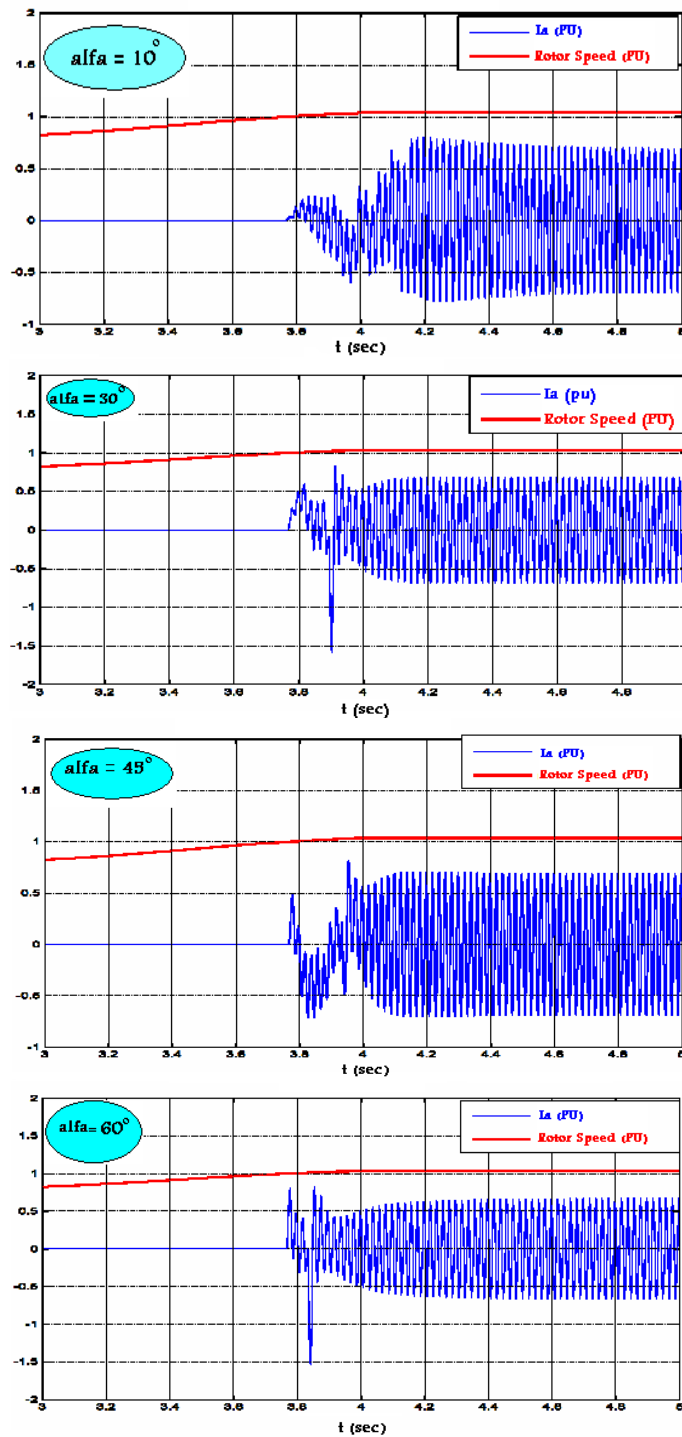 alfa = 10°
Ia (PU)
Rotor Speed (PU)
2
1.5
1
0.5
0
-0.5
-1
3 3.2 3.4 3.6 3.8 4 4.2 4.4 4.6 4.8 5
t (sec)
alfa = 30°
Ia (pu)
Rotor Speed (PU)
2
1.5
1
0.5
0
-0.5
-1
-1.5
-2
3 3.2 3.4 3.6 3.8 4 4.2 4.4 4.6 4.8
t (sec)
alfa = 45°
Ia (PU)
Rotor Speed (PU)
2
1.5
1
0.5
0
-0.5
-1
3 3.2 3.4 3.6 3.8 4 4.2 4.4 4.6 4.8 5
t (sec)
alfa= 60°
Ia (PU)
Rotor Speed (PU)
2
1.5
1
0.5
0
-0.5
-1
-1.5
-2
3 3.2 3.4 3.6 3.8 4 4.2 4.4 4.6 4.8 5
t (sec)